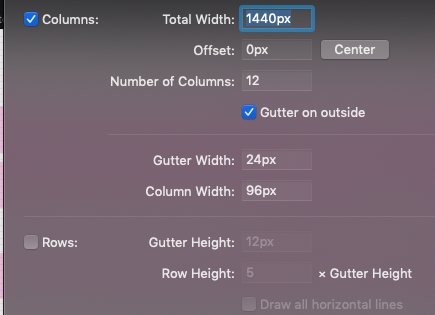 Columns: Total Width: 1440px
Offset: 0px Center
Number of Columns: 12
Gutter on outside
Gutter Width: 24px
Column Width: 96px
Rows: Gutter Height: 12px
Row Height: 5 × Gutter Height
Draw all horizontal lines